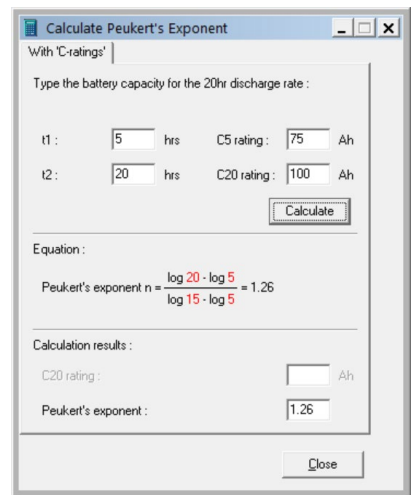 Calculate Peukert's Exponent
With 'C-ratings'
Type the battery capacity for the 20hr discharge rate :
t1 : 5 hrs C5 rating : 75 Ah
t2 : 20 hrs C20 rating : 100 Ah
Calculate
Equation :
log 20 - log 5
Peukert's exponent n = = 1.26
log 15 - log 5
Calculation results :
C20 rating : Ah
Peukert's exponent : 1.26
Close